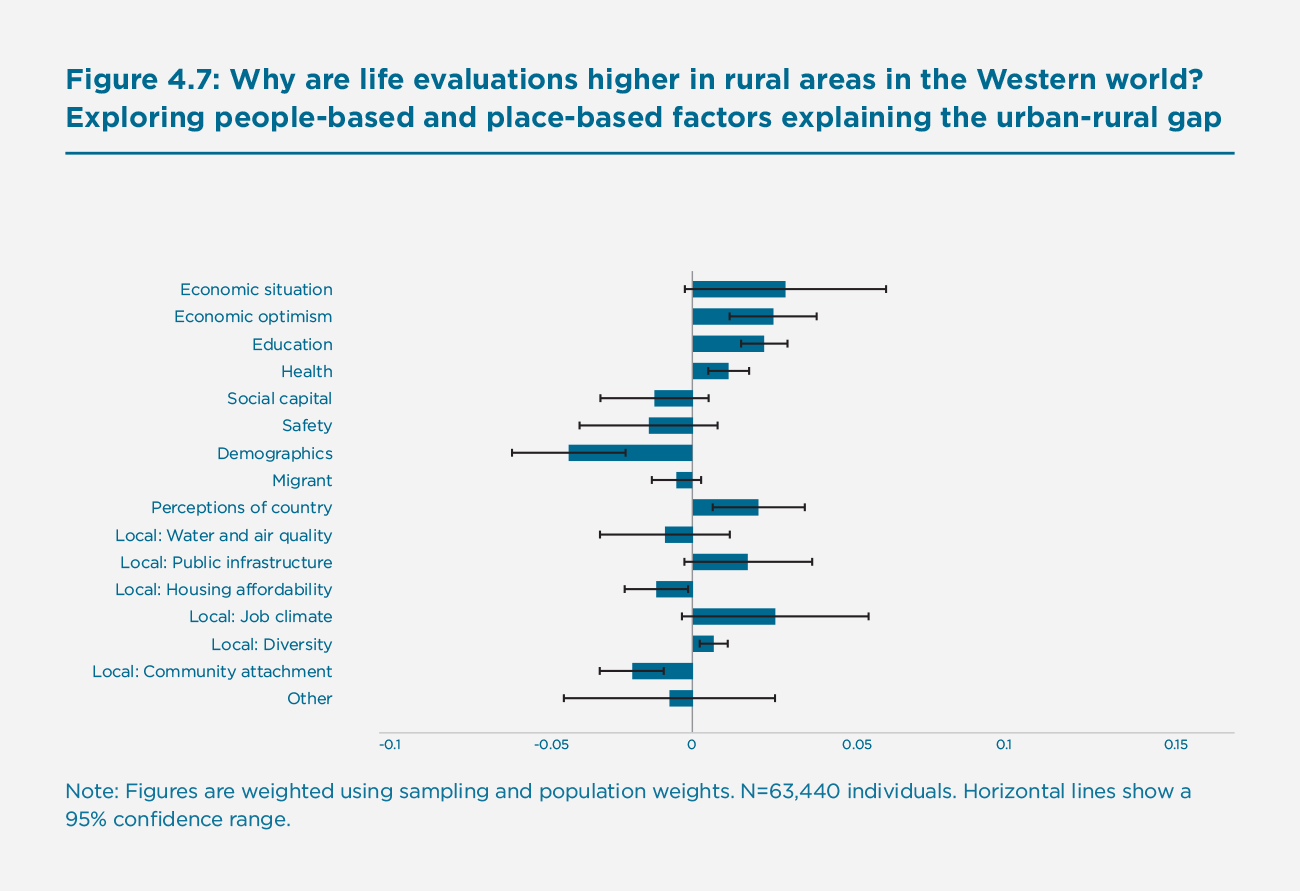 Figure 4.7: Why are life evaluations higher in rural areas in the Western world?
Exploring people-based and place-based factors explaining the urban-rural gap
Economic situation
Economic optimism
Education
Health
Social capital
Safety
Demographics
Migrant
Perceptions of country
Local: Water and air quality
Local: Public infrastructure
Local: Housing affordability
Local: Job climate
Local: Diversity
Local: Community attachment
Other
-0.1 -0.05 0 0.05 0.1 0.15
Note: Figures are weighted using sampling and population weights. N=63,440 individuals. Horizontal lines show a
95% confidence range.